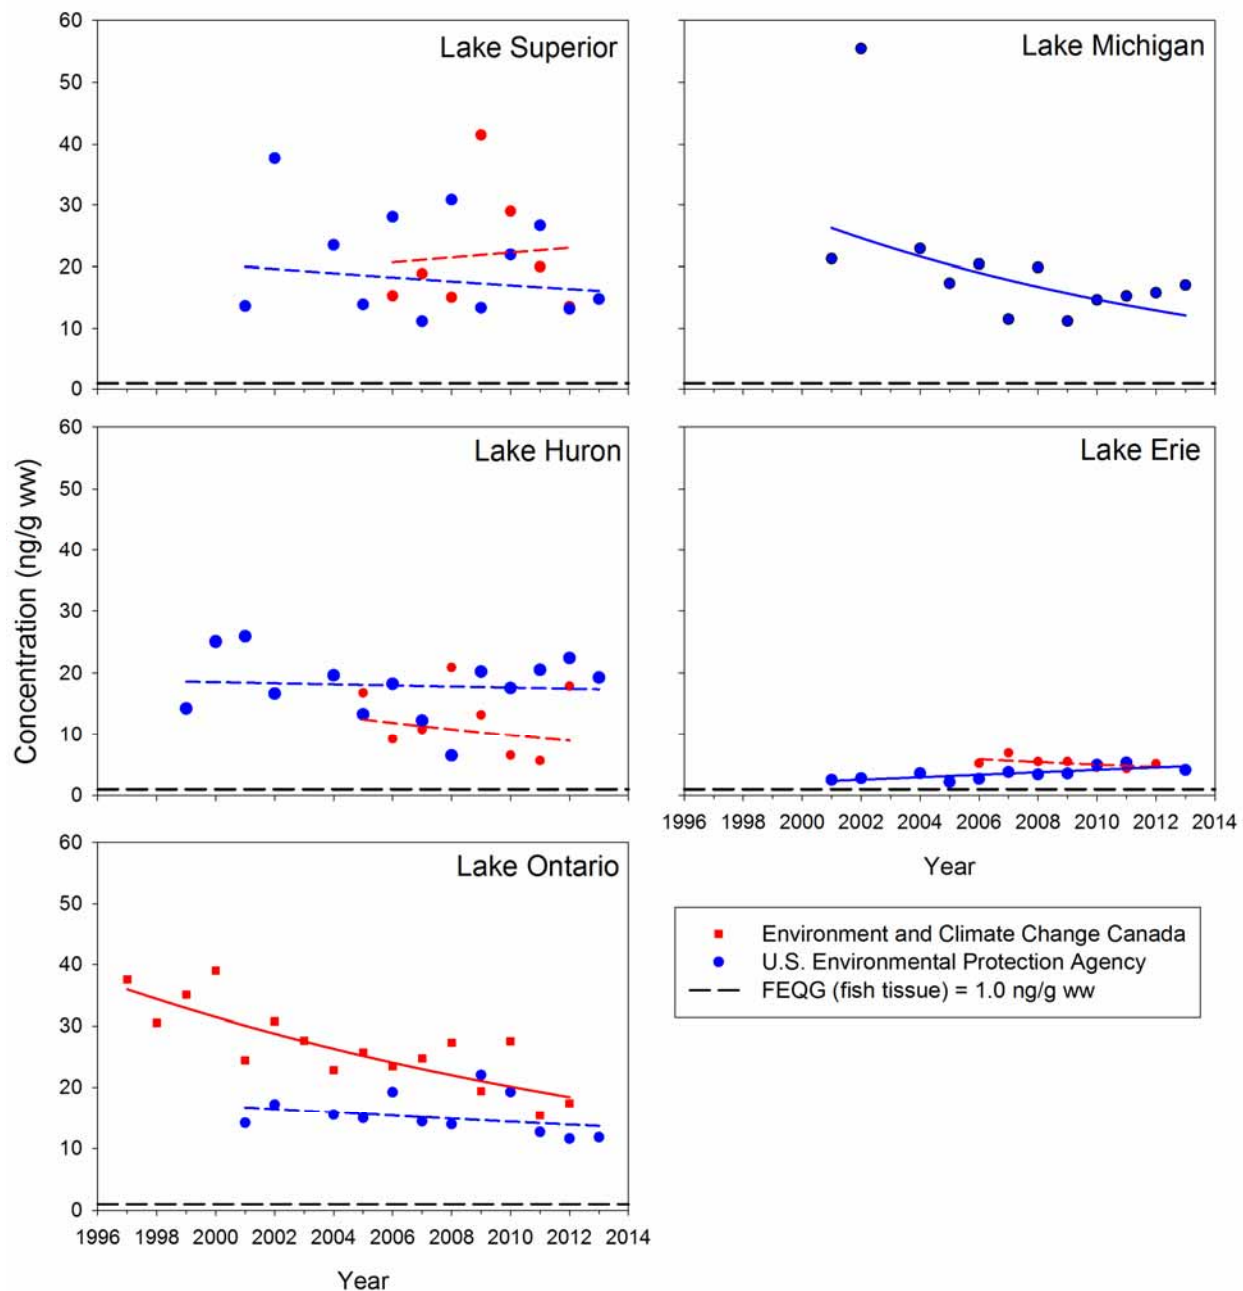 60
50
40
30
20
10
0
Lake Superior
Lake Michigan
60
50
40
30
20
10
0
Lake Huron
Lake Erie
1996 1998 2000 2002 2004 2006 2008 2010 2012 2014
Year
Concentration (ng/g ww)
60
50
40
30
20
10
0
Lake Ontario
1996 1998 2000 2002 2004 2006 2008 2010 2012 2014
Year
Environment and Climate Change Canada
U.S. Environmental Protection Agency
FEQG (fish tissue) = 1.0 ng/g ww